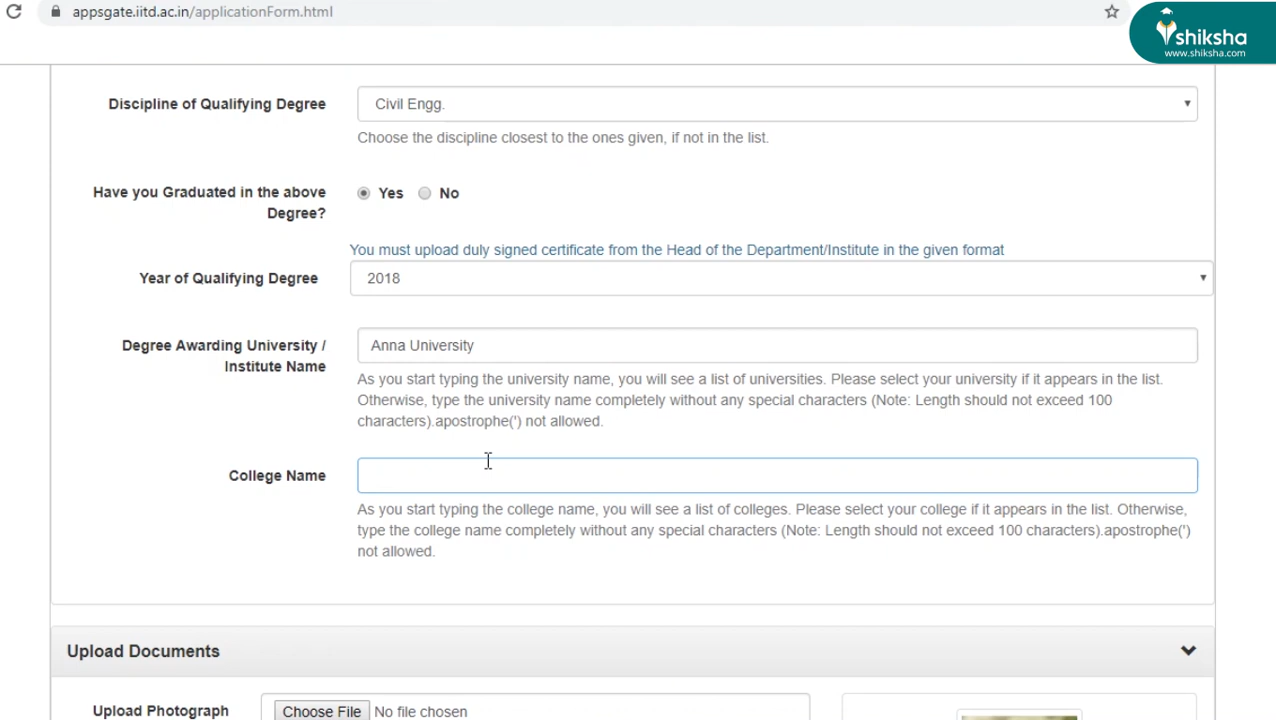 appsgate.iitd.ac.in/applicationForm.html
shiksha
www.shiksha.com
Discipline of Qualifying Degree
Civil Engg.
Choose the discipline closest to the ones given, if not in the list.
Have you Graduated in the above
Degree?
Yes
No
You must upload duly signed certificate from the Head of the Department/Institute in the given format
Year of Qualifying Degree
2018
Degree Awarding University /
Institute Name
Anna University
As you start typing the university name, you will see a list of universities. Please select your university if it appears in the list.
Otherwise, type the university name completely without any special characters (Note: Length should not exceed 100
characters).apostrophe(') not allowed.
College Name
As you start typing the college name, you will see a list of colleges. Please select your college if it appears in the list. Otherwise,
type the college name completely without any special characters (Note: Length should not exceed 100 characters).apostrophe(')
not allowed.
Upload Documents
Upload Photograph
Choose File No file chosen